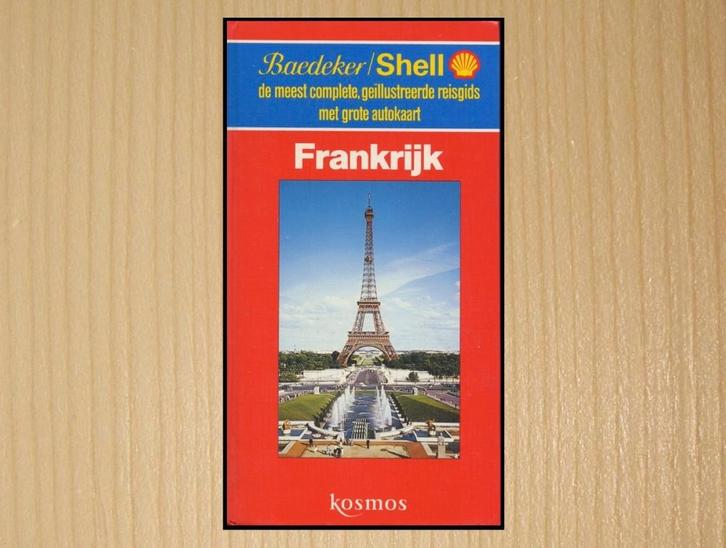 Baedeker/Shell
de meest complete, geïllustreerde reisgids
met grote autokaart
Frankrijk
kosmos